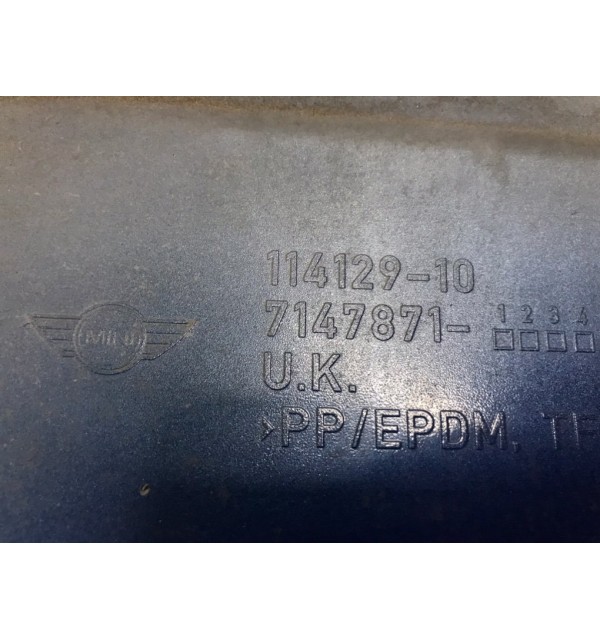 114129-10
1 2 3 4
7147871-
U.K.
MINI
>PP/EPDM, T